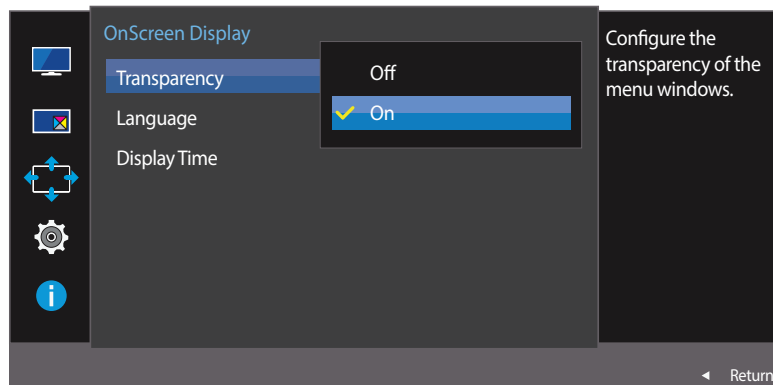 OnScreen Display
Transparency
Language
Display Time
Off
On
Configure the
transparency of the
menu windows.
Return